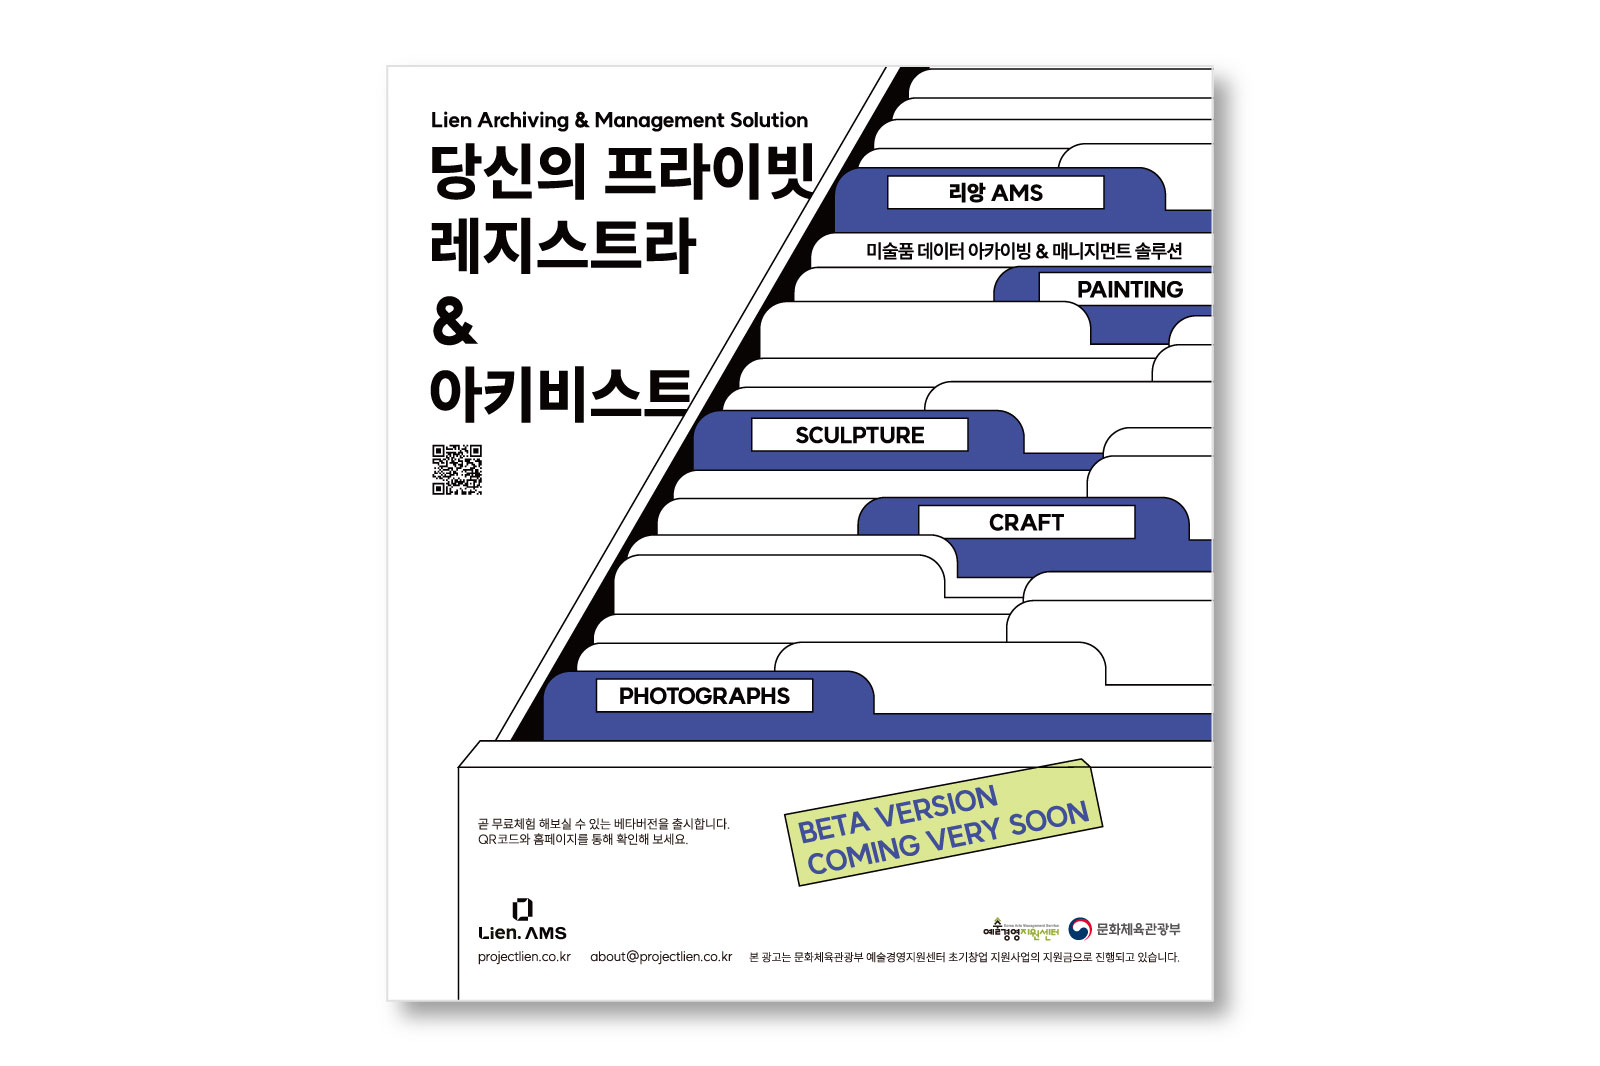 Lien Archiving & Management Solution
당신의 프라이빗
레지스트라
&
아키비스트
리앙 AMS
미술품 데이터 아카이빙 & 매니지먼트 솔루션
PAINTING
SCULPTURE
CRAFT
PHOTOGRAPHS
BETA VERSION
COMING VERY SOON
곧 무료체험 해보실 수 있는 베타버전을 출시합니다.
QR코드와 홈페이지를 통해 확인해 보세요.
Lien. AMS
Korea Arts Management Service
예술경영지원센터
문화체육관광부
projectlien.co.kr about@projectlien.co.kr 본 광고는 문화체육관광부 예술경영지원센터 초기창업 지원사업의 지원금으로 진행되고 있습니다.